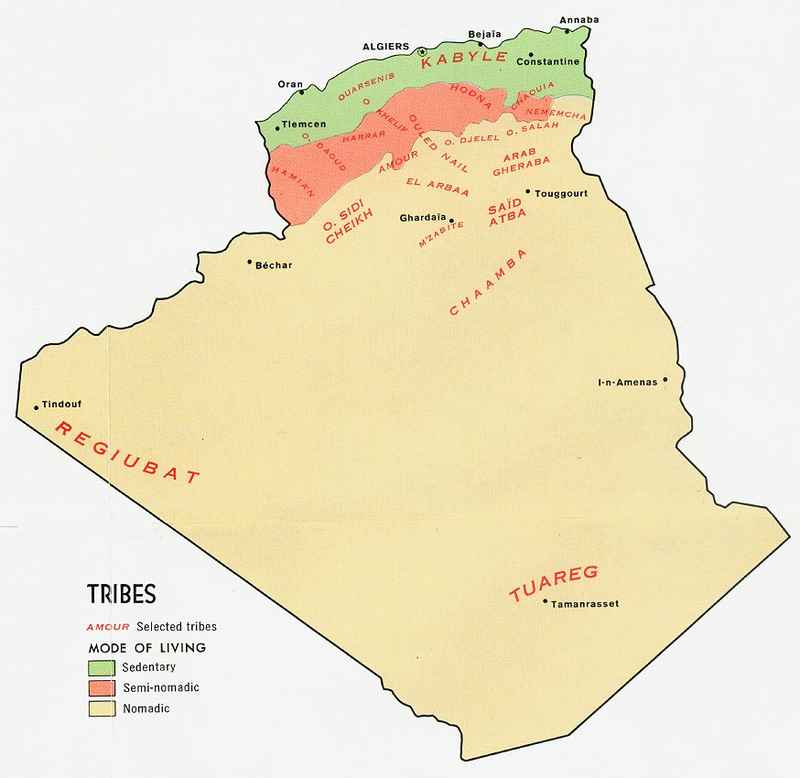 Annaba
Bejaïa
ALGIERS
KABYLE
Constantine
Oran
OUARSENIS
HODNA
CHAOUIA
O. KHELIF
NEMEMCHA
Tlemcen
HARRAR
O. DAOUD
OULED NAIL
O. DJELEL
O. SALAH
HAMIAN
AMOUR
ARAB
GHERABA
EL ARBAA
Touggourt
O. SIDI
CHEIKH
Ghardaïa
SAÏD
ATBA
M'ZABITE
Béchar
CHAAMBA
I-n-Amenas
Tindouf
REGIUBAT
TUAREG
Tamanrasset
TRIBES
AMOUR Selected tribes
MODE OF LIVING
Sedentary
Semi-nomadic
Nomadic